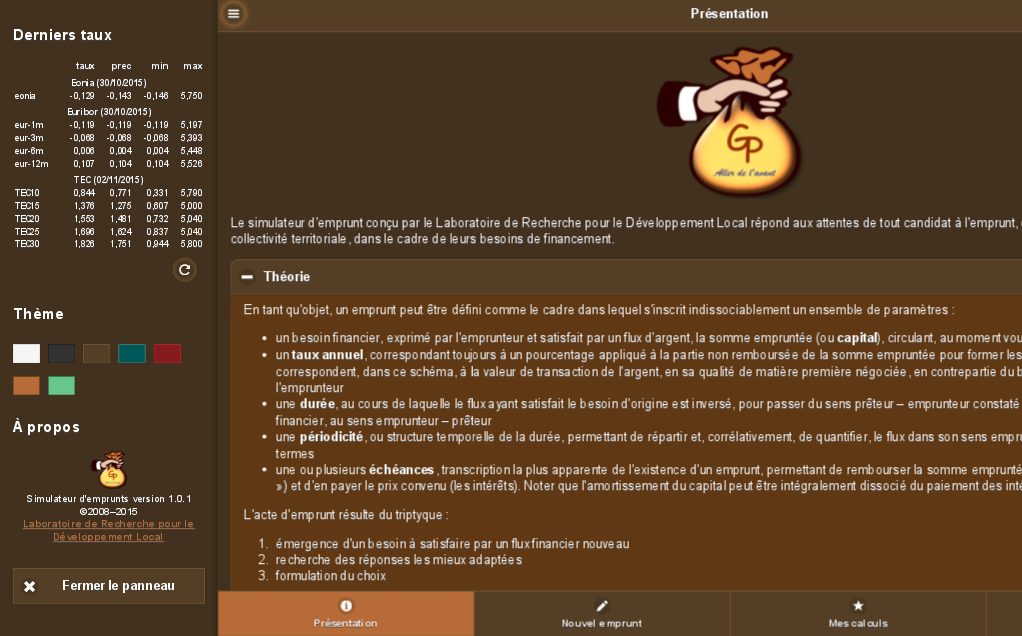 Derniers taux
taux prec min max
Eonia (30/10/2015)
eonia -0,129 -0,143 -0,146 5,750
Euribor (30/10/2015)
eur-1m -0,119 -0,119 -0,119 5,197
eur-3m -0,068 -0,068 -0,068 5,393
eur-6m 0,006 0,004 0,004 5,448
eur-12m 0,107 0,104 0,104 5,526
TEC (02/11/2015)
TEC10 0,844 0,771 0,331 5,790
TEC15 1,376 1,275 0,607 5,000
TEC20 1,553 1,481 0,732 5,040
TEC25 1,696 1,624 0,837 5,040
TEC30 1,826 1,751 0,944 5,800
Thème
À propos
Simulateur d'emprunts version 1.0.1
©2008–2015
Laboratoire de Recherche pour le
Développement Local
Fermer le panneau
Présentation
GP
Aller de l'avant
Le simulateur d'emprunt conçu par le Laboratoire de Recherche pour le Développement Local répond aux attentes de tout candidat à l'emprunt,
collectivité territoriale, dans le cadre de leurs besoins de financement.
Théorie
En tant qu'objet, un emprunt peut être défini comme le cadre dans lequel s'inscrit indissociablement un ensemble de paramètres :
• un besoin financier, exprimé par l'emprunteur et satisfait par un flux d'argent, la somme empruntée (ou capital), circulant, au moment vou
• un taux annuel, correspondant toujours à un pourcentage appliqué à la partie non remboursée de la somme empruntée pour former les
correspondent, dans ce schéma, à la valeur de transaction de l'argent, en sa qualité de matière première négociée, en contrepartie du b
l'emprunteur
• une durée, au cours de laquelle le flux ayant satisfait le besoin d'origine est inversé, pour passer du sens prêteur – emprunteur constaté
financier, au sens emprunteur – prêteur
• une périodicité, ou structure temporelle de la durée, permettant de répartir et, corrélativement, de quantifier, le flux dans son sens empru
termes
• une ou plusieurs échéances, transcription la plus apparente de l'existence d'un emprunt, permettant de rembourser la somme emprunté
») et d'en payer le prix convenu (les intérêts). Noter que l'amortissement du capital peut être intégralement dissocié du paiement des inté
L'acte d'emprunt résulte du triptyque :
1. émergence d'un besoin à satisfaire par un flux financier nouveau
2. recherche des réponses les mieux adaptées
3. formulation du choix
Présentation
Nouvel emprunt
Mes calculs